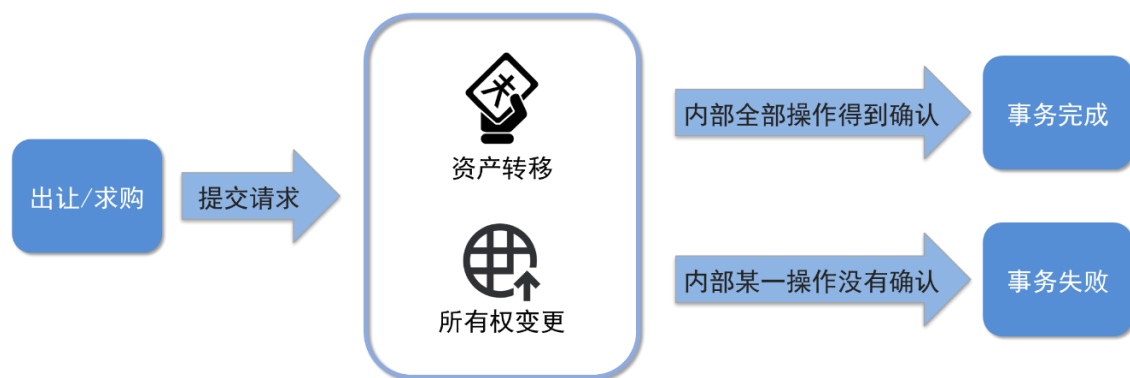 出让/求购
提交请求
资产转移
所有权变更
内部全部操作得到确认
事务完成
内部某一操作没有确认
事务失败